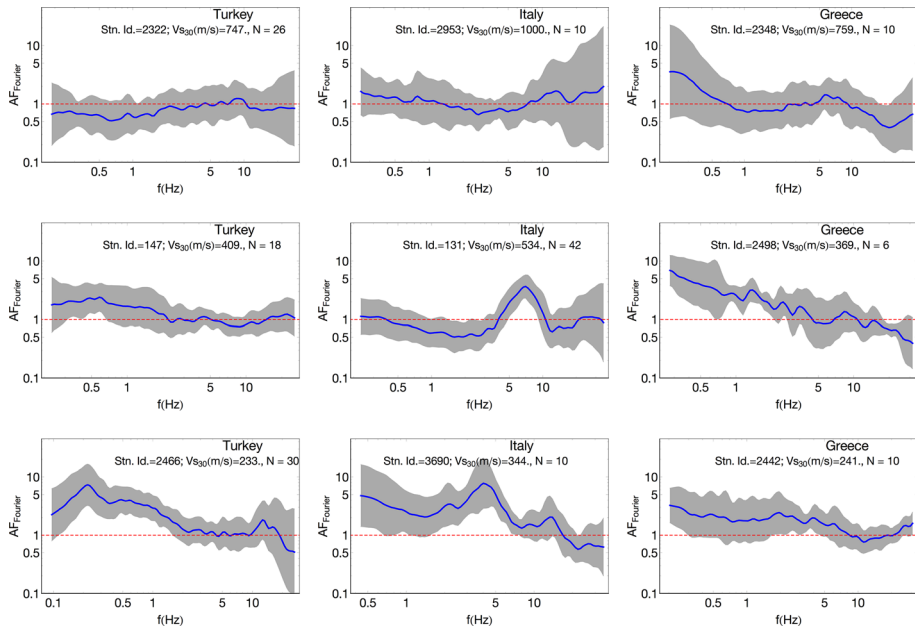 Turkey
Stn. Id.=2322; Vs30(m/s)=747., N = 26
10
5
1
0.5
0.1
AFFourier
0.5 1 5 10
f(Hz)
Italy
Stn. Id.=2953; Vs30(m/s)=1000., N = 10
10
5
1
0.5
0.1
AFFourier
0.5 1 5 10
f(Hz)
Greece
Stn. Id.=2348; Vs30(m/s)=759., N = 10
10
5
1
0.5
0.1
AFFourier
0.5 1 5 10
f(Hz)
Turkey
Stn. Id.=147; Vs30(m/s)=409., N = 18
10
5
1
0.5
0.1
AFFourier
0.5 1 5 10
f(Hz)
Italy
Stn. Id.=131; Vs30(m/s)=534., N = 42
10
5
1
0.5
0.1
AFFourier
0.5 1 5 10
f(Hz)
Greece
Stn. Id.=2498; Vs30(m/s)=369., N = 6
10
5
1
0.5
0.1
AFFourier
0.5 1 5 10
f(Hz)
Turkey
Stn. Id.=2466; Vs30(m/s)=233., N = 30
10
5
1
0.5
0.1
AFFourier
0.1 0.5 1 5 10
f(Hz)
Italy
Stn. Id.=3690; Vs30(m/s)=344., N = 10
10
5
1
0.5
0.1
AFFourier
0.5 1 5 10
f(Hz)
Greece
Stn. Id.=2442; Vs30(m/s)=241., N = 10
10
5
1
0.5
0.1
AFFourier
0.5 1 5 10
f(Hz)